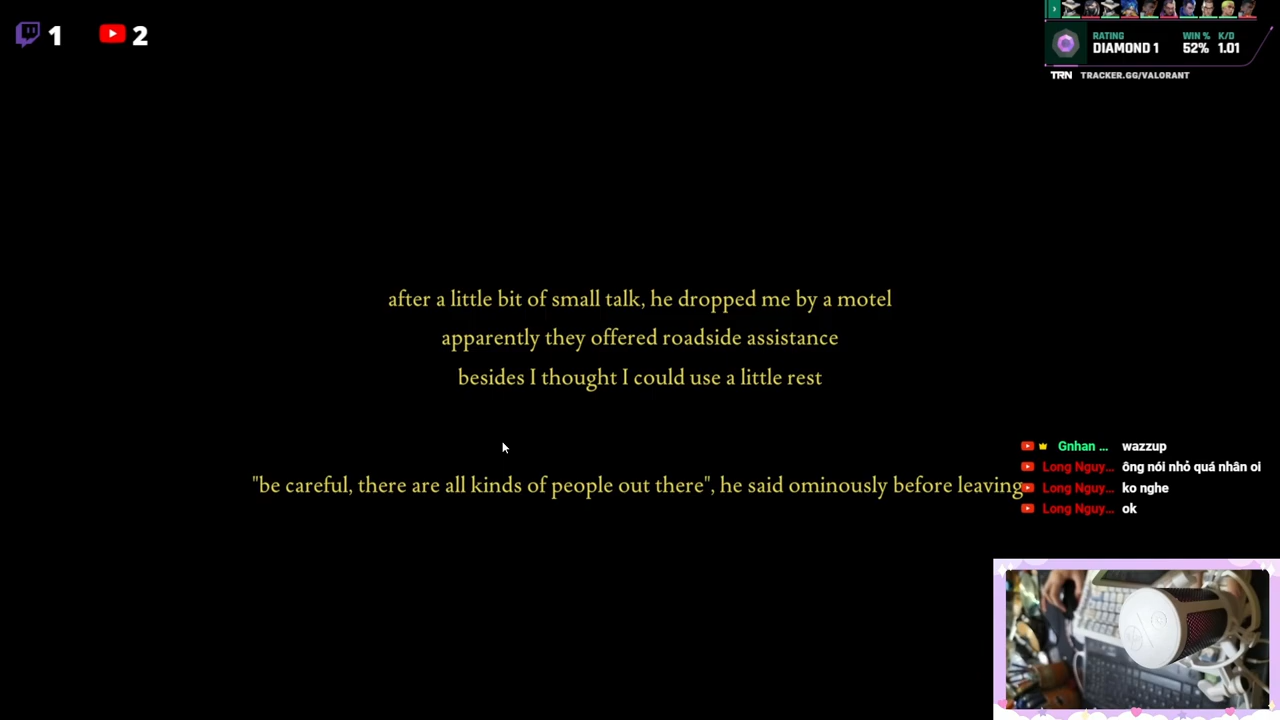 1
2
RATING
DIAMOND 1
WIN %
52%
K/D
1.01
TRN TRACKER.GG/VALORANT
after a little bit of small talk, he dropped me by a motel
apparently they offered roadside assistance
besides I thought I could use a little rest
"be careful, there are all kinds of people out there", he said ominously before leaving
Gnhan ... wazzup
Long Nguy... ông nói nhỏ quá nhân oi
Long Nguy... ko nghe
Long Nguy... ok